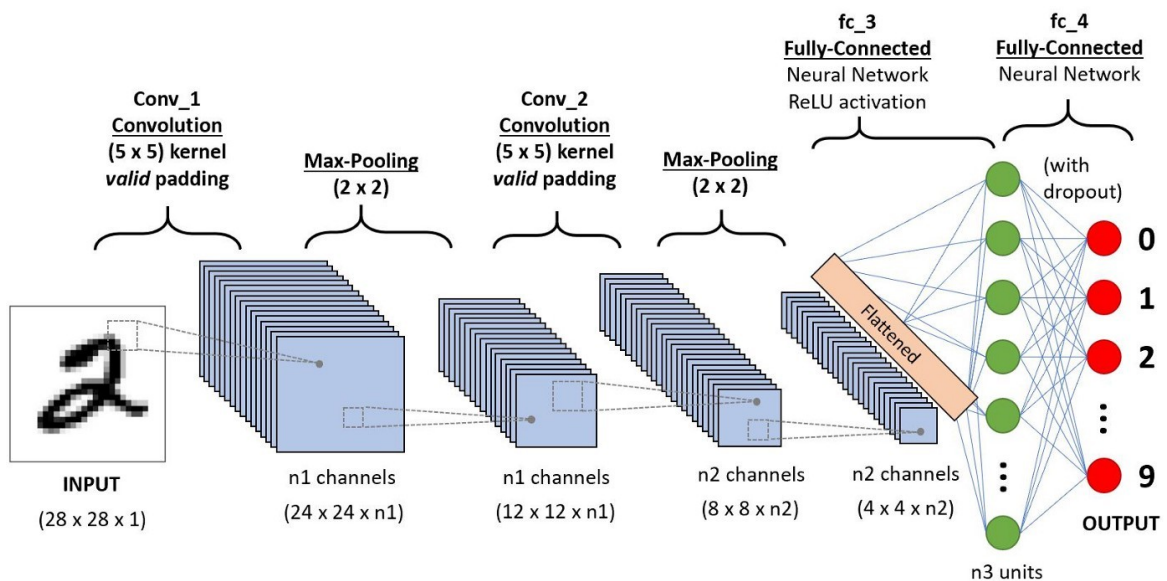 fc_3
Fully-Connected
Neural Network
ReLU activation
fc_4
Fully-Connected
Neural Network
Conv_1
Convolution
(5 x 5) kernel
valid padding
Max-Pooling
(2 x 2)
Conv_2
Convolution
(5 x 5) kernel
valid padding
Max-Pooling
(2 x 2)
(with
dropout)
Flattened
0
1
2
9
INPUT
(28 x 28 x 1)
n1 channels
(24 x 24 x n1)
n1 channels
(12 x 12 x n1)
n2 channels
(8 x 8 x n2)
n2 channels
(4 x 4 x n2)
n3 units
OUTPUT
2